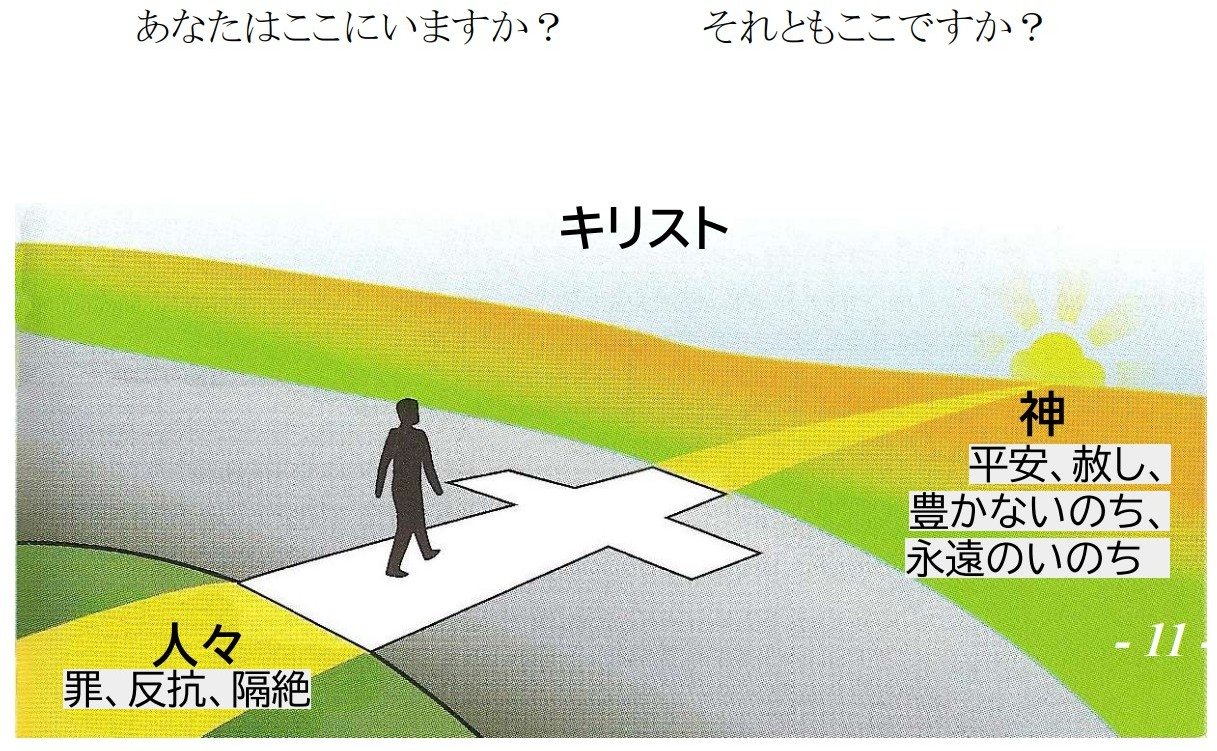 あなたはここにいますか？
それともここですか？
キリスト
神
平安、赦し、
豊かないのち、
永遠のいのち
人々
罪、反抗、隔絶
- 11 -